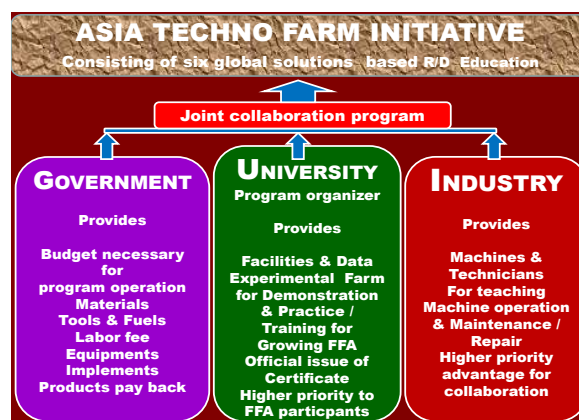 ASIA TECHNO FARM INITIATIVE
Consisting of six global solutions based R/D Education
Joint collaboration program
GOVERNMENT
Provides
Budget necessary
for
program operation
Materials
Tools & Fuels
Labor fee
Equipments
Implements
Products pay back
UNIVERSITY
Program organizer
Provides
Facilities & Data
Experimental Farm
for Demonstration
& Practice /
Training for
Growing FFA
Official issue of
Certificate
Higher priority to
FFA particpants
INDUSTRY
Provides
Machines &
Technicians
For teaching
Machine operation
& Maintenance /
Repair
Higher priority
advantage for
collaboration